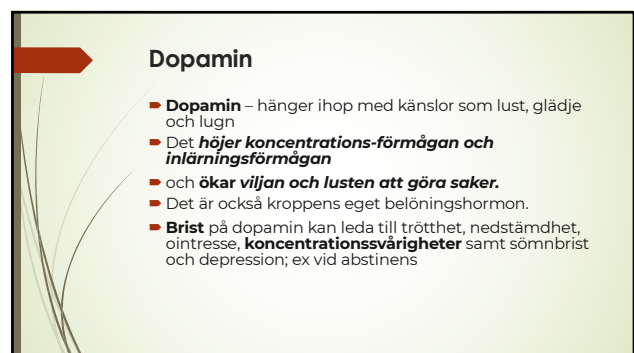 Dopamin
Dopamin – hänger ihop med känslor som lust, glädje
och lugn
Det höjer koncentrations-förmågan och
inlärningsförmågan
och ökar viljan och lusten att göra saker.
Det är också kroppens eget belöningshormon.
Brist på dopamin kan leda till trötthet, nedstämdhet,
ointresse, koncentrationssvårigheter samt sömnbrist
och depression; ex vid abstinens